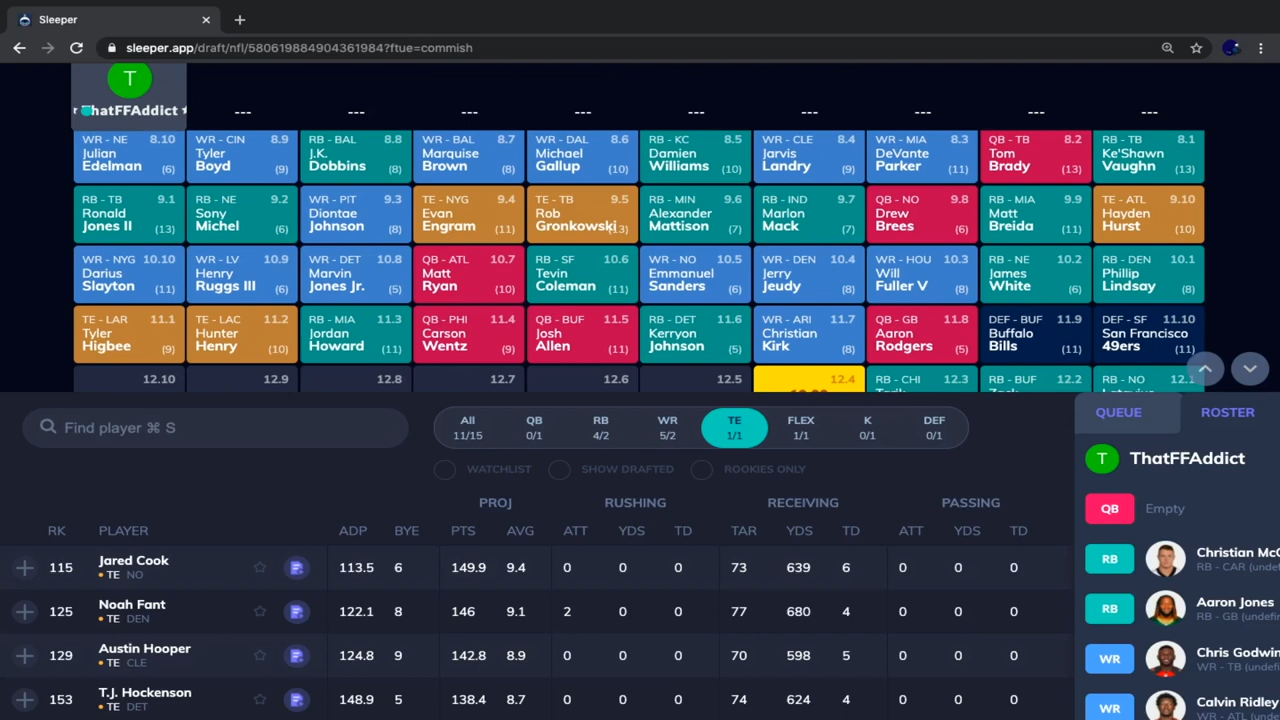 Sleeper
sleeper.app/draft/nfl/580619884904361984?ftue=commish
T
ThatFFAddict
--- --- --- --- --- --- --- --- ---
WR - NE 8.10 WR - CIN 8.9 RB - BAL 8.8 WR - BAL 8.7 WR - DAL 8.6 RB - KC 8.5 WR - CLE 8.4 WR - MIA 8.3 QB - TB 8.2 RB - TB 8.1
Julian Tyler J.K. Marquise Michael Damien Jarvis DeVante Tom Ke'Shawn
Edelman (6) Boyd (9) Dobbins (8) Brown (8) Gallup (10) Williams (10) Landry (9) Parker (11) Brady (13) Vaughn (13)
RB - TB 9.1 RB - NE 9.2 WR - PIT 9.3 TE - NYG 9.4 TE - TB 9.5 RB - MIN 9.6 RB - IND 9.7 QB - NO 9.8 RB - MIA 9.9 TE - ATL 9.10
Ronald Sony Diontae Evan Rob Alexander Marlon Drew Matt Hayden
Jones II (13) Michel (6) Johnson (8) Engram (11) Gronkowski (13) Mattison (7) Mack (7) Brees (6) Breida (11) Hurst (10)
WR - NYG 10.10 WR - LV 10.9 WR - DET 10.8 QB - ATL 10.7 RB - SF 10.6 WR - NO 10.5 WR - DEN 10.4 WR - HOU 10.3 RB - NE 10.2 RB - DEN 10.1
Darius Henry Marvin Matt Tevin Emmanuel Jerry Will James Phillip
Slayton (11) Ruggs III (6) Jones Jr. (5) Ryan (10) Coleman (11) Sanders (6) Jeudy (8) Fuller V (8) White (6) Lindsay (8)
TE - LAR 11.1 TE - LAC 11.2 RB - MIA 11.3 QB - PHI 11.4 QB - BUF 11.5 RB - DET 11.6 WR - ARI 11.7 QB - GB 11.8 DEF - BUF 11.9 DEF - SF 11.10
Tyler Hunter Jordan Carson Josh Kerryon Christian Aaron Buffalo San Francisco
Higbee (9) Henry (10) Howard (11) Wentz (9) Allen (11) Johnson (5) Kirk (8) Rodgers (5) Bills (11) 49ers (11)
12.10 12.9 12.8 12.7 12.6 12.5 12.4 RB - CHI 12.3 RB - BUF 12.2 RB - NO 12.1
Find player ⌘ S
All QB RB WR TE FLEX K DEF
11/15 0/1 4/2 5/2 1/1 1/1 0/1 0/1
WATCHLIST SHOW DRAFTED ROOKIES ONLY
QUEUE ROSTER
PROJ RUSHING RECEIVING PASSING
RK PLAYER ADP BYE PTS AVG ATT YDS TD TAR YDS TD ATT YDS TD
115 Jared Cook 113.5 6 149.9 9.4 0 0 0 73 639 6 0 0 0
TE NO
125 Noah Fant 122.1 8 146 9.1 2 0 0 77 680 4 0 0 0
TE DEN
129 Austin Hooper 124.8 9 142.8 8.9 0 0 0 70 598 5 0 0 0
TE CLE
153 T.J. Hockenson 148.9 5 138.4 8.7 0 0 0 74 624 4 0 0 0
TE DET
T ThatFFAddict
QB Empty
RB Christian McC
RB - CAR (undef
RB Aaron Jones
RB - GB (undefin
WR Chris Godwin
WR - TB (undefi
WR Calvin Ridley
WR - ATL (unde